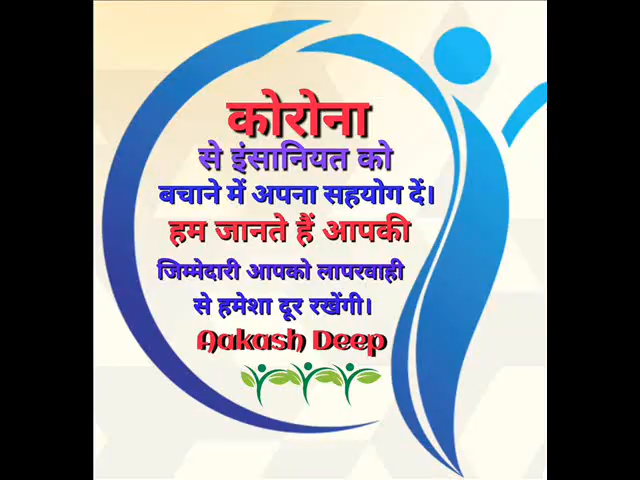 कोरोना
से इंसानियत को
बचाने में अपना सहयोग दें।
हम जानते हैं आपकी
जिम्मेदारी आपको लापरवाही
से हमेशा दूर रखेंगी।
Aakash Deep